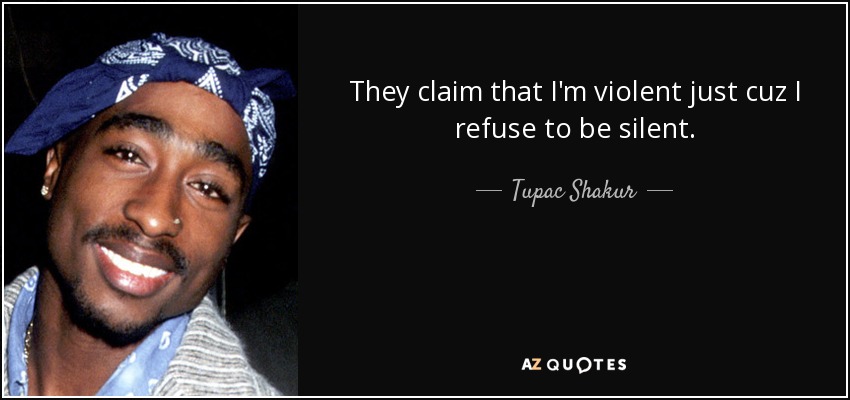 They claim that I'm violent just cuz I
refuse to be silent.
Tupac Shakur
AZ QUOTES